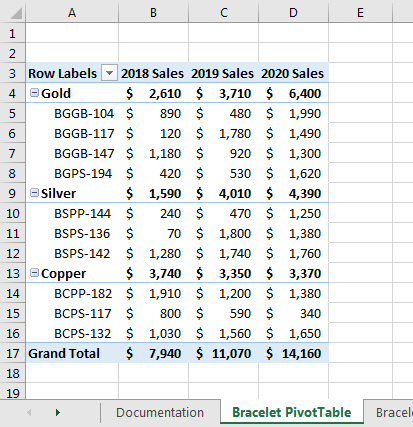 A B C D E
1
2
3 Row Labels 2018 Sales 2019 Sales 2020 Sales
4 Gold $ 2,610 $ 3,710 $ 6,400
5 BGGB-104 $ 890 $ 480 $ 1,990
6 BGGB-117 $ 120 $ 1,780 $ 1,490
7 BGGB-147 $ 1,180 $ 920 $ 1,300
8 BGPS-194 $ 420 $ 530 $ 1,620
9 Silver $ 1,590 $ 4,010 $ 4,390
10 BSPP-144 $ 240 $ 470 $ 1,250
11 BSPS-136 $ 70 $ 1,800 $ 1,380
12 BSPS-142 $ 1,280 $ 1,740 $ 1,760
13 Copper $ 3,740 $ 3,350 $ 3,370
14 BCPP-182 $ 1,910 $ 1,200 $ 1,380
15 BCPS-117 $ 800 $ 590 $ 340
16 BCPS-132 $ 1,030 $ 1,560 $ 1,650
17 Grand Total $ 7,940 $ 11,070 $ 14,160
18
19
Documentation Bracelet PivotTable Bracel